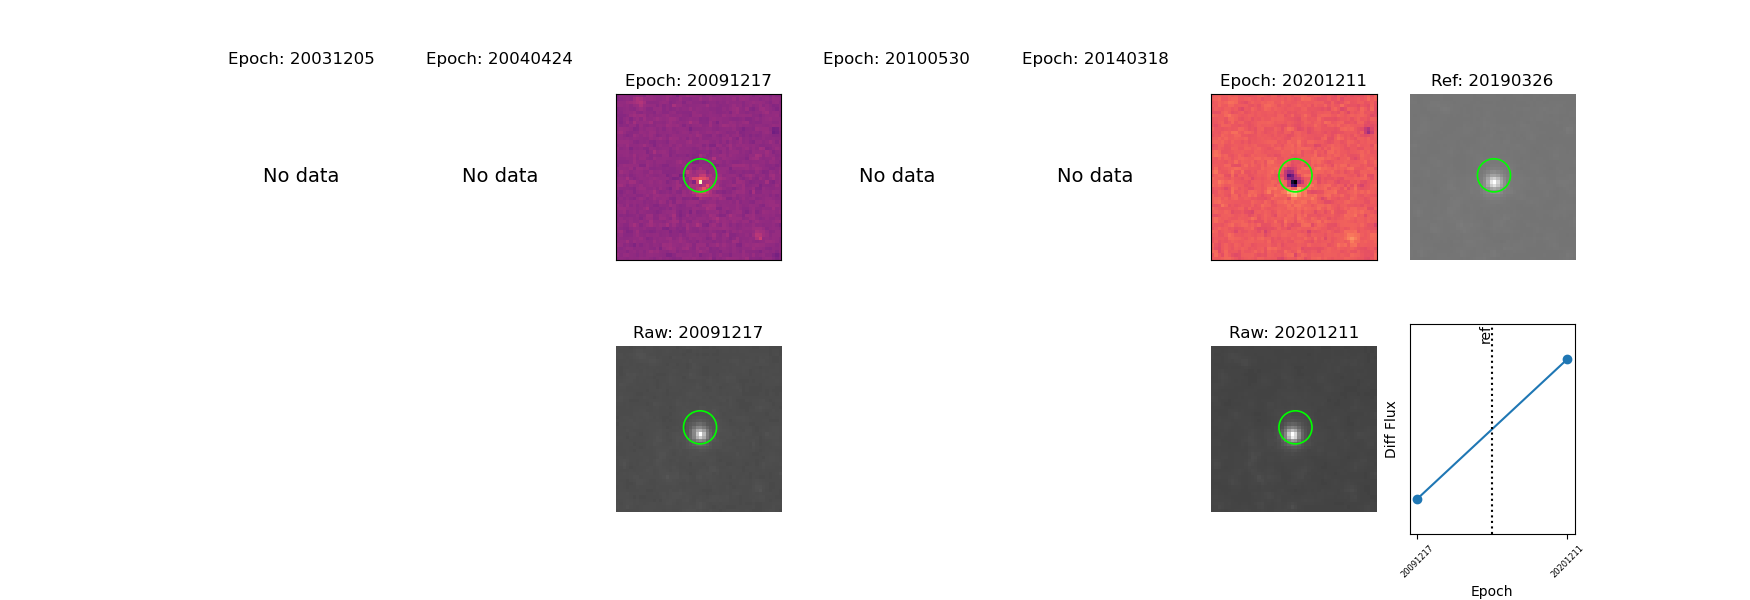 Epoch: 20031205
Epoch: 20040424
Epoch: 20091217
Epoch: 20100530
Epoch: 20140318
Epoch: 20201211
Ref: 20190326
No data
No data
No data
No data
Raw: 20091217
Raw: 20201211
ref
Diff Flux
20091217
20201211
Epoch